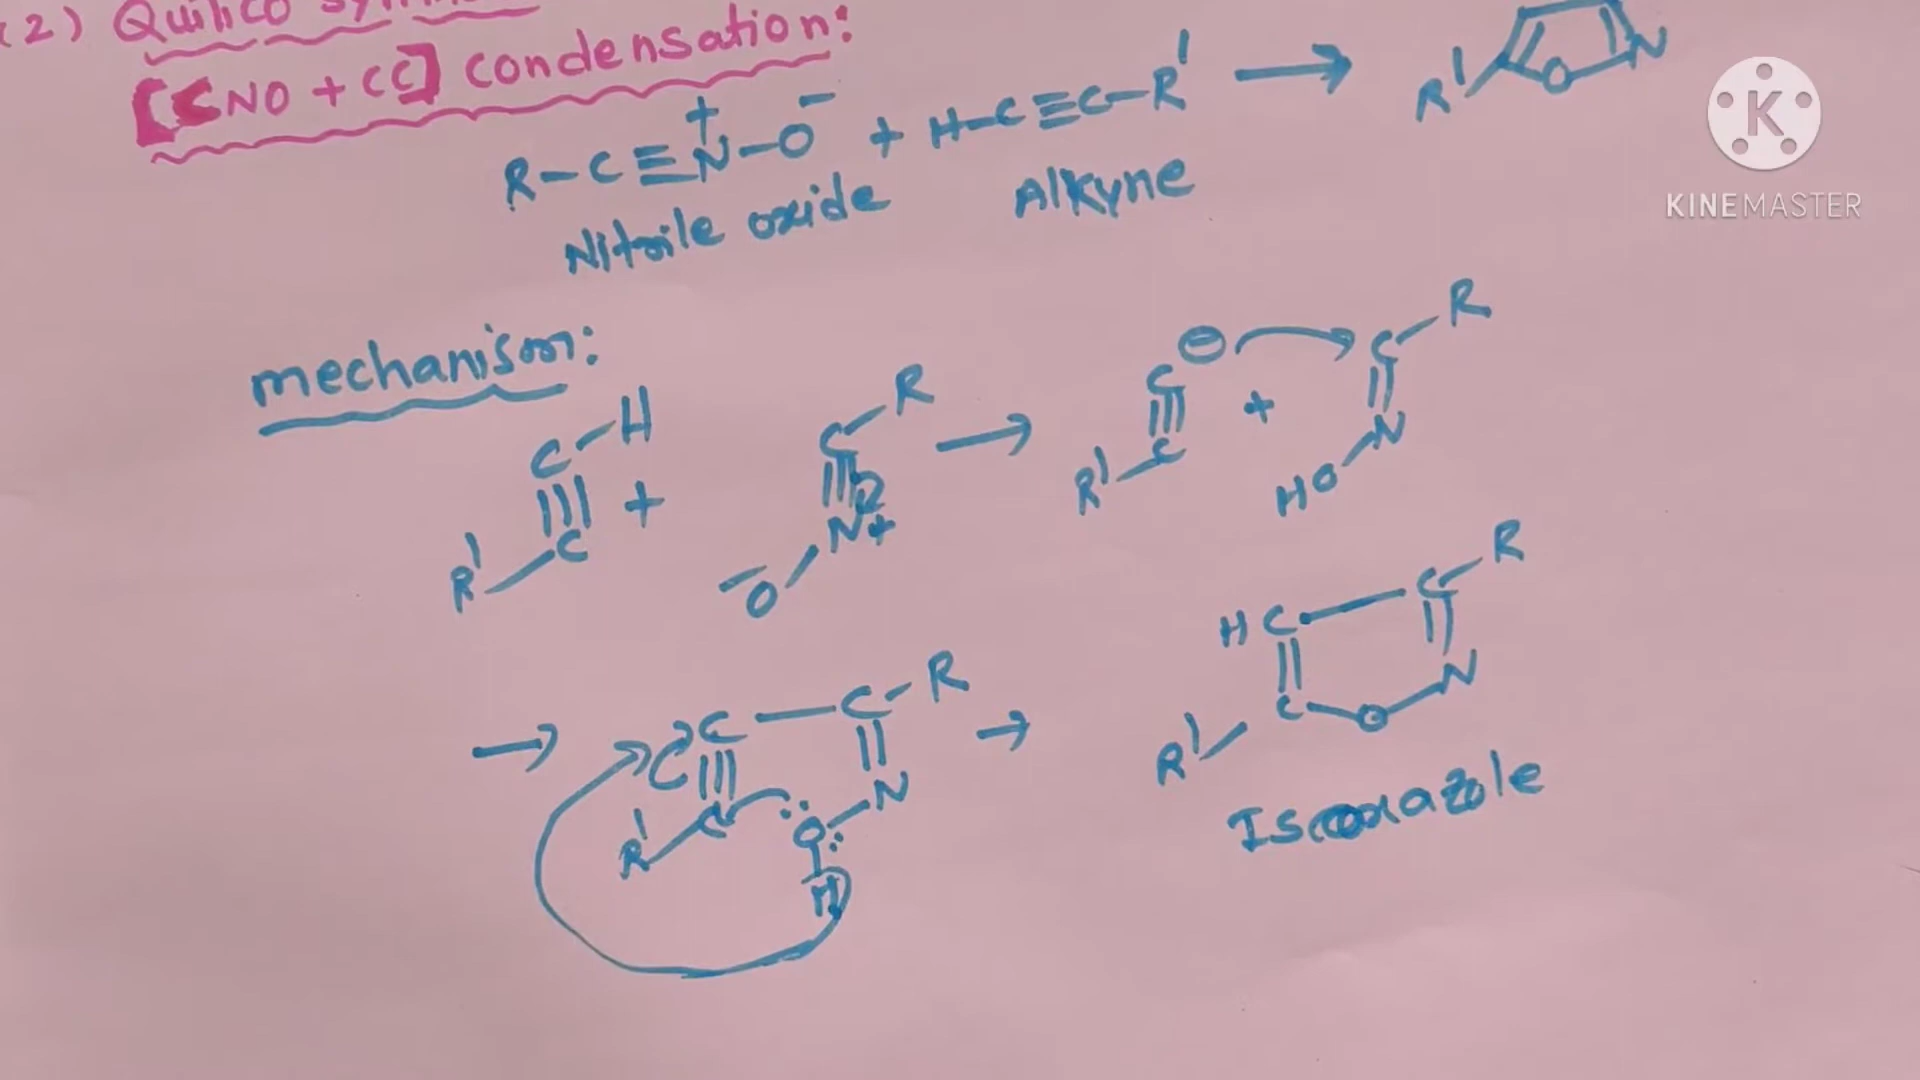 (2) Quilico
[CNO + CC] condensation:
R-C≡N⁺-O⁻ + H-C≡C-R' → R' O N
Nitrile oxide Alkyne
K
KINEMASTER
mechanism:
C-H
R' C
+
C-R
N+
⁻O
→
C ⊖
R' C
+
C-R
N
HO
→
C C-R
R' C O N
H
→
HC C-R
R' C O N
Isoxazole